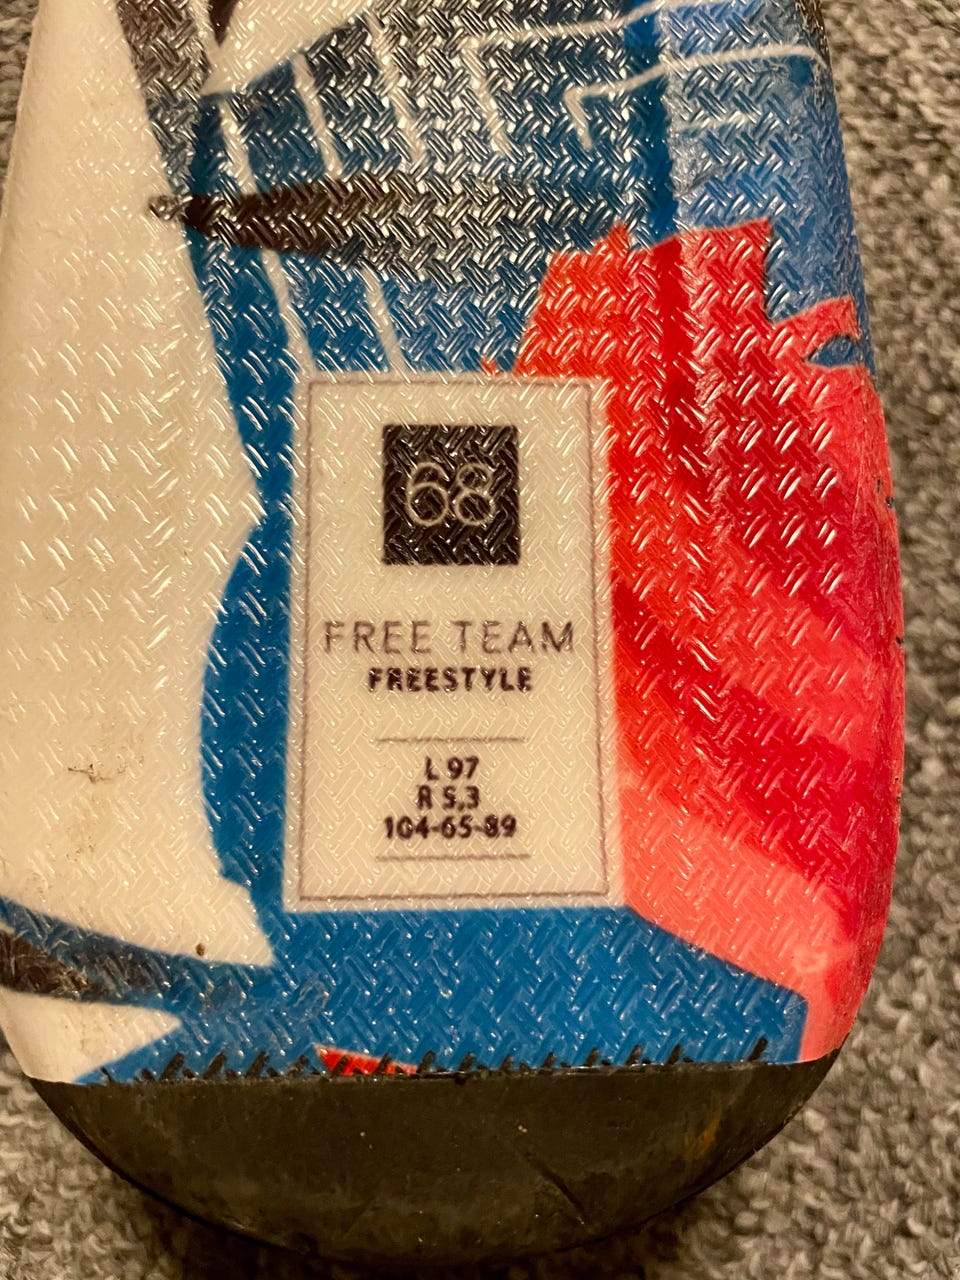 68
FREE TEAM
FREESTYLE
L 97
R 5,3
104-65-89